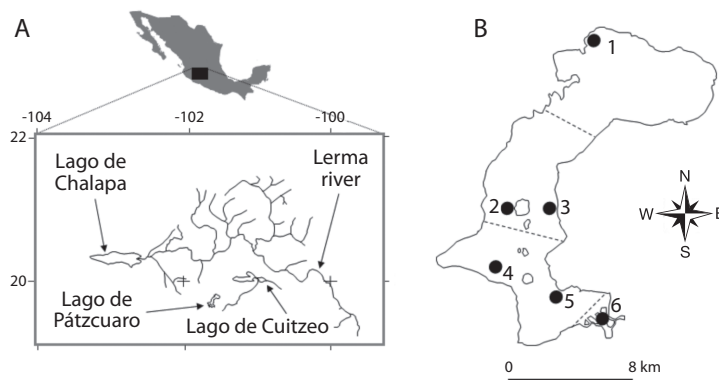 A
B
-104
-102
-100
22
20
Lago de
Chalapa
Lerma
river
Lago de
Pátzcuaro
Lago de Cuitzeo
1
2
3
4
5
6
N
W
E
S
0
8 km